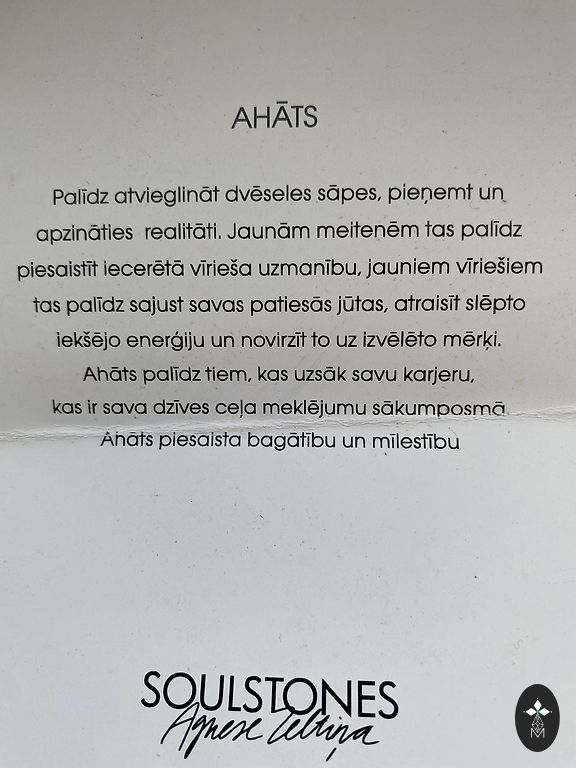 AHĀTS
Palīdz atvieglināt dvēseles sāpes, pieņemt un
apzināties realitāti. Jaunām meitenēm tas palīdz
piesaistīt iecerētā vīrieša uzmanību, jauniem vīriešiem
tas palīdz sajust savas patiesās jūtas, atraisīt slēpto
iekšējo enerģiju un novirzīt to uz izvēlēto mērķi.
Ahāts palīdz tiem, kas uzsāk savu karjeru,
kas ir sava dzīves ceļa meklējumu sākumposmā
Ahāts piesaista bagātību un mīlestību
SOULSTONES
Agnese Celtiņa
M